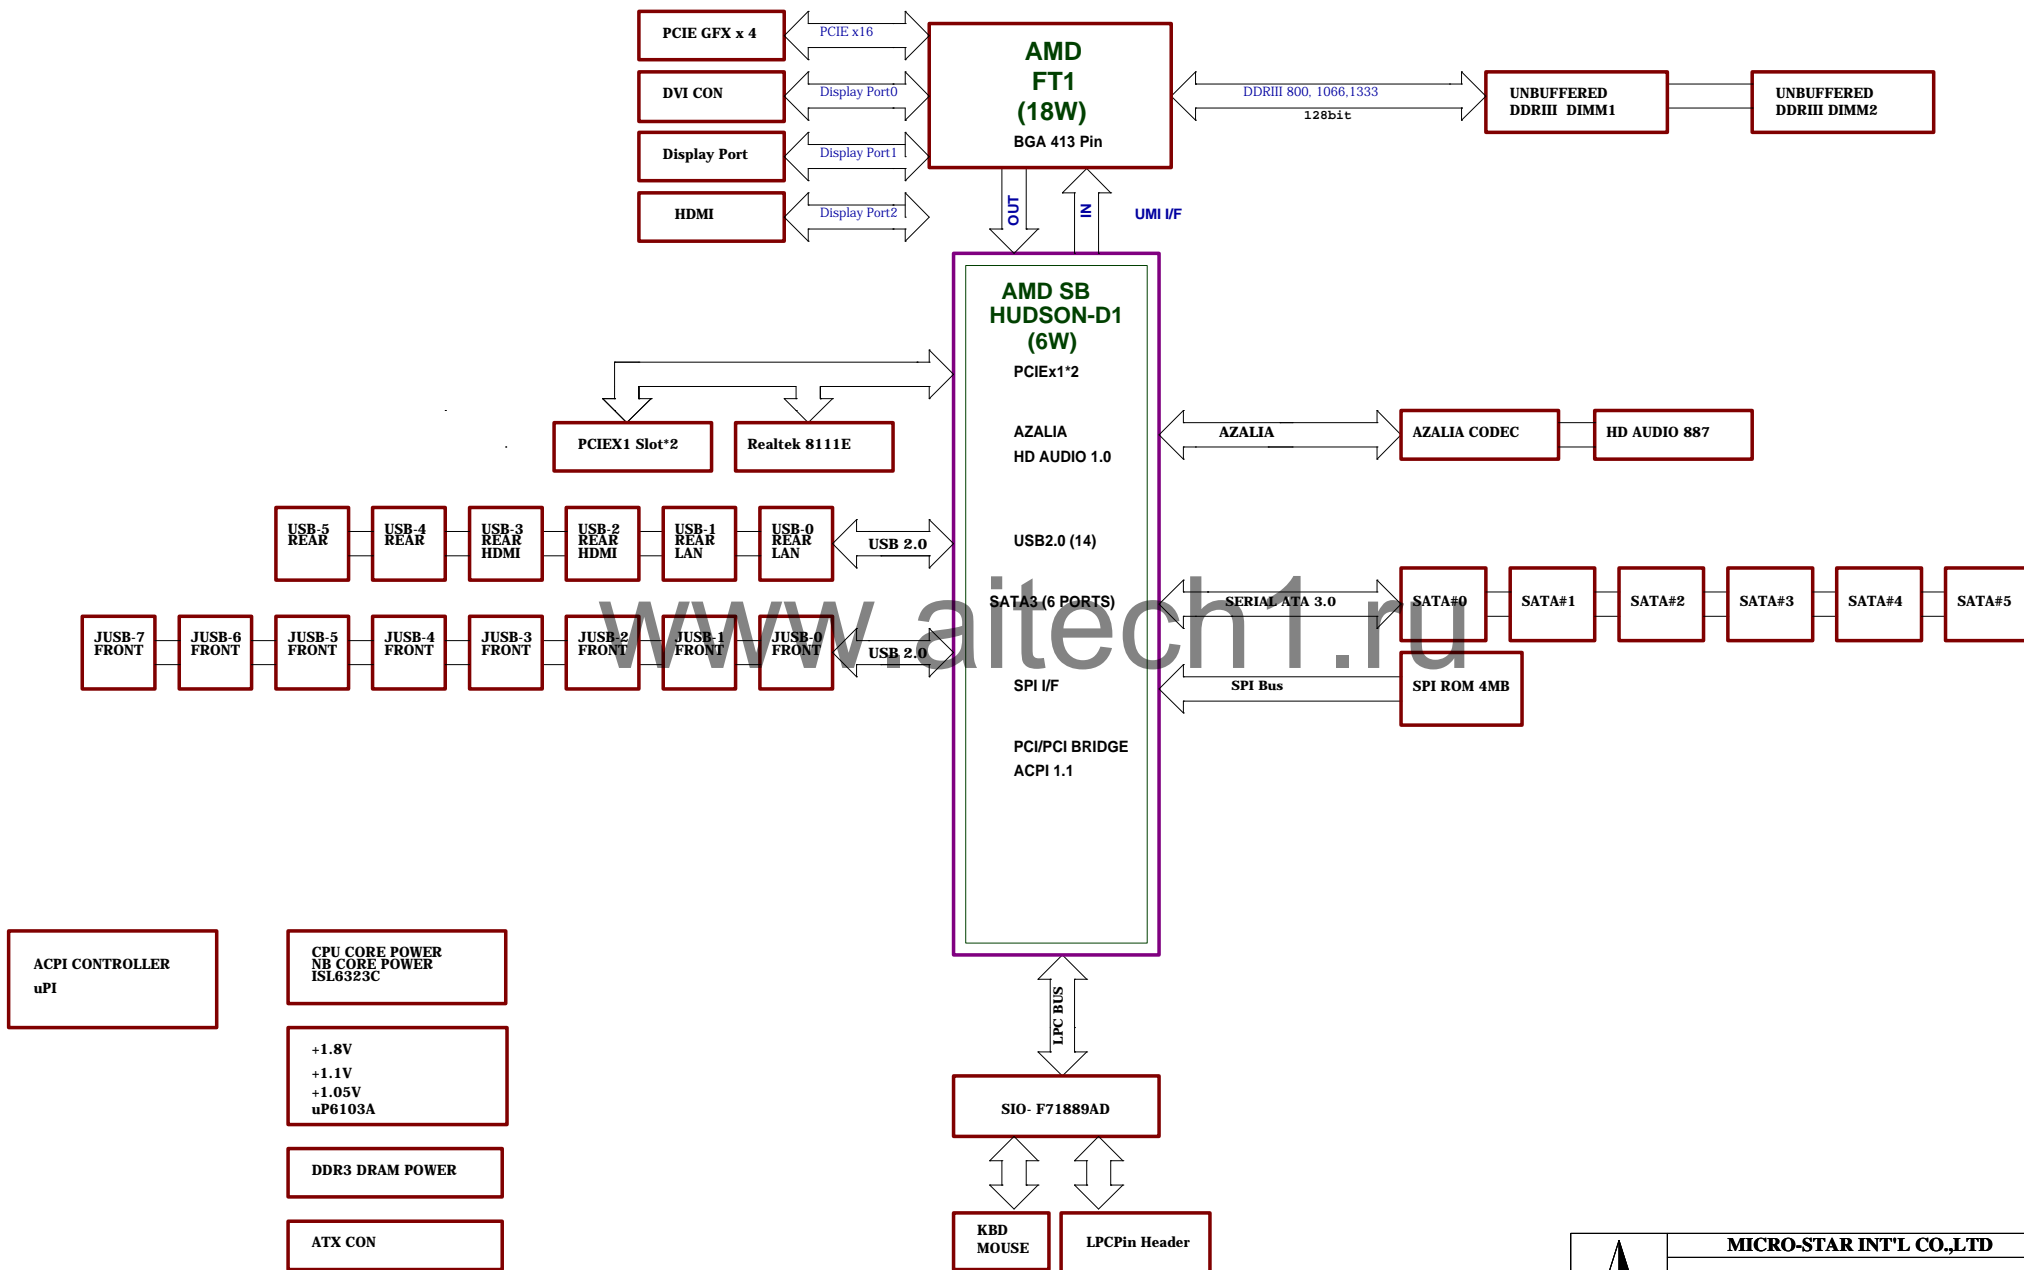 PCIE GFX x 4
PCIE x16
DVI CON
Display Port0
Display Port
Display Port1
HDMI
Display Port2
AMD
FT1
(18W)
BGA 413 Pin
DDRIII 800, 1066,1333
128bit
UNBUFFERED
DDRIII DIMM1
UNBUFFERED
DDRIII DIMM2
OUT
IN
UMI I/F
AMD SB
HUDSON-D1
(6W)
PCIEx1*2
AZALIA
HD AUDIO 1.0
USB2.0 (14)
SATA3 (6 PORTS)
SPI I/F
PCI/PCI BRIDGE
ACPI 1.1
PCIEX1 Slot*2
Realtek 8111E
AZALIA
AZALIA CODEC
HD AUDIO 887
USB-5
REAR
USB-4
REAR
USB-3
REAR
HDMI
USB-2
REAR
HDMI
USB-1
REAR
LAN
USB-0
REAR
LAN
USB 2.0
SERIAL ATA 3.0
SATA#0
SATA#1
SATA#2
SATA#3
SATA#4
SATA#5
www.aitech1.ru
JUSB-7
FRONT
JUSB-6
FRONT
JUSB-5
FRONT
JUSB-4
FRONT
JUSB-3
FRONT
JUSB-2
FRONT
JUSB-1
FRONT
JUSB-0
FRONT
USB 2.0
SPI Bus
SPI ROM 4MB
ACPI CONTROLLER
uPI
CPU CORE POWER
NB CORE POWER
ISL6323C
+1.8V
+1.1V
+1.05V
uP6103A
DDR3 DRAM POWER
ATX CON
LPC BUS
SIO- F71889AD
KBD
MOUSE
LPCPin Header
MICRO-STAR INT'L CO.,LTD